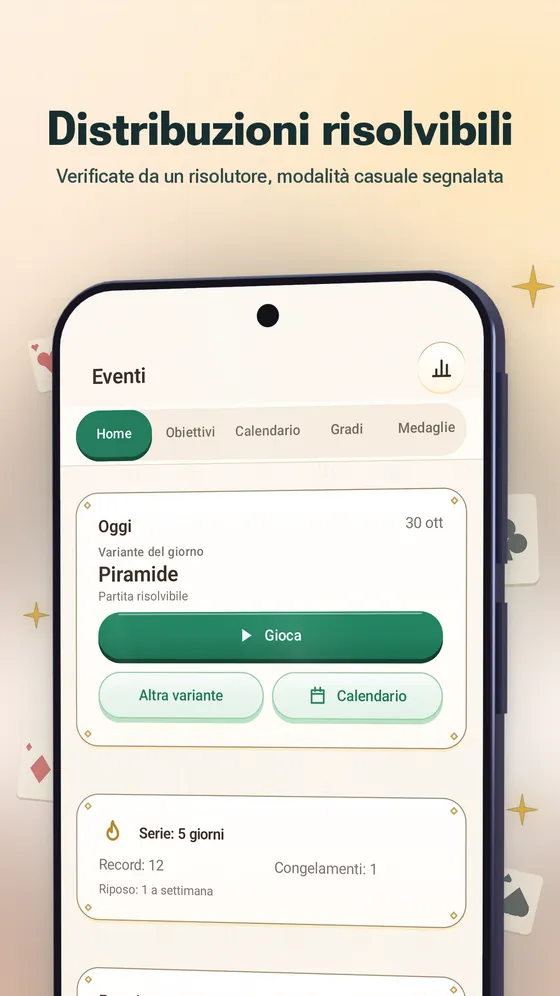 Distribuzioni risolvibili
Verificate da un risolutore, modalità casuale segnalata
Eventi
Home Obiettivi Calendario Gradi Medaglie
Oggi 30 ott
Variante del giorno
Piramide
Partita risolvibile
Gioca
Altra variante Calendario
Serie: 5 giorni
Record: 12 Congelamenti: 1
Riposo: 1 a settimana